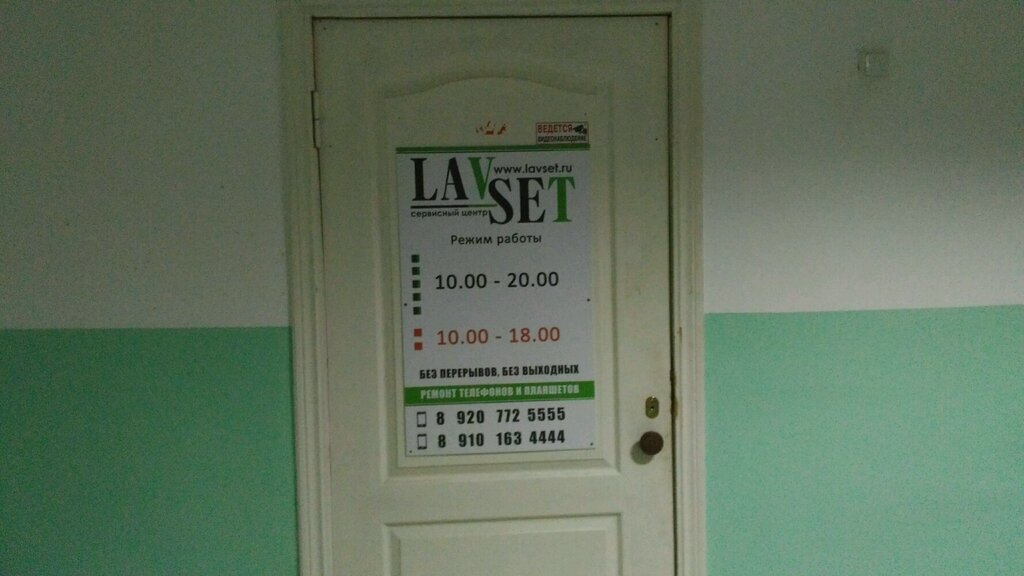 ВЕДЕТСЯ
ВИДЕОНАБЛЮДЕНИЕ
LAVSET
www.lavset.ru
сервисный центр
Режим работы
10.00 - 20.00
10.00 - 18.00
БЕЗ ПЕРЕРЫВОВ, БЕЗ ВЫХОДНЫХ
РЕМОНТ ТЕЛЕФОНОВ И ПЛАНШЕТОВ
8 920 772 5555
8 910 163 4444